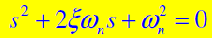 s² + 2ξωₙs + ωₙ² = 0